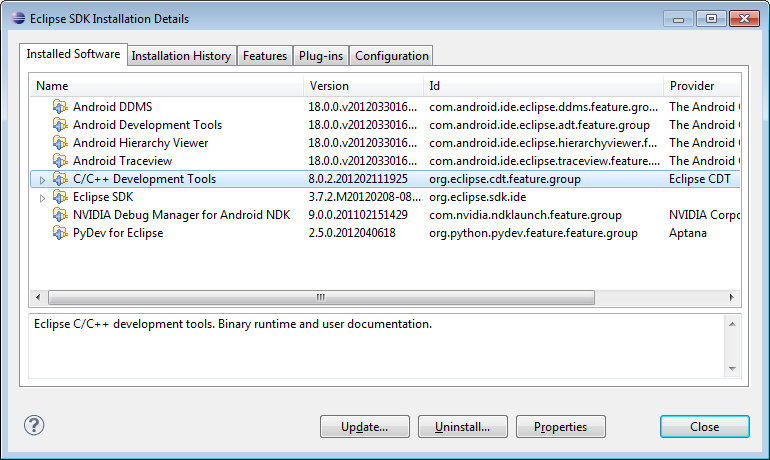 Eclipse SDK Installation Details
Installed Software Installation History Features Plug-ins Configuration
Name Version Id Provider
Android DDMS 18.0.0.v2012033016... com.android.ide.eclipse.ddms.feature.gro... The Android
Android Development Tools 18.0.0.v2012033016... com.android.ide.eclipse.adt.feature.group The Android
Android Hierarchy Viewer 18.0.0.v2012033016... com.android.ide.eclipse.hierarchyviewer.f... The Android
Android Traceview 18.0.0.v2012033016... com.android.ide.eclipse.traceview.feature.... The Android
C/C++ Development Tools 8.0.2.201202111925 org.eclipse.cdt.feature.group Eclipse CDT
Eclipse SDK 3.7.2.M20120208-08... org.eclipse.sdk.ide
NVIDIA Debug Manager for Android NDK 9.0.0.201102151429 com.nvidia.ndklaunch.feature.group NVIDIA Corpo
PyDev for Eclipse 2.5.0.2012040618 org.python.pydev.feature.feature.group Aptana
Eclipse C/C++ development tools. Binary runtime and user documentation.
? Update... Uninstall... Properties Close